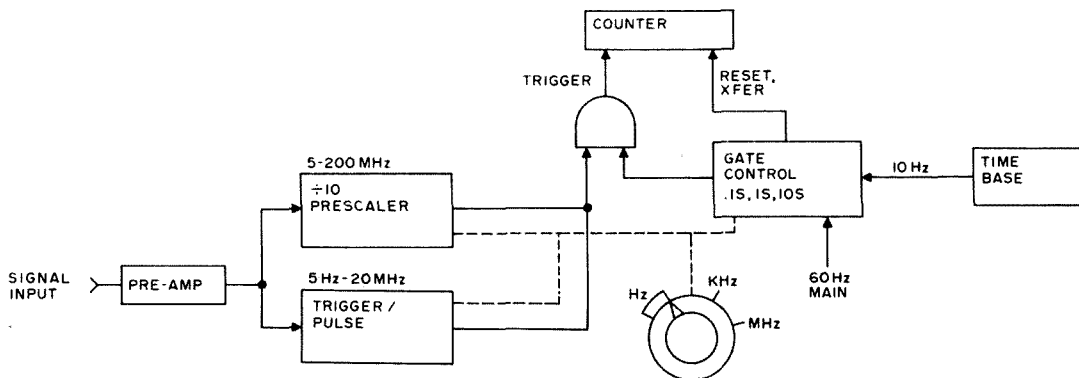 COUNTER
TRIGGER
RESET,
XFER
5-200 MHz
÷10
PRESCALER
GATE
CONTROL
.1S, 1S, 10S
10 Hz
TIME
BASE
SIGNAL
INPUT
PRE-AMP
5 Hz-20 MHz
TRIGGER/
PULSE
60 Hz
MAIN
Hz
KHz
MHz